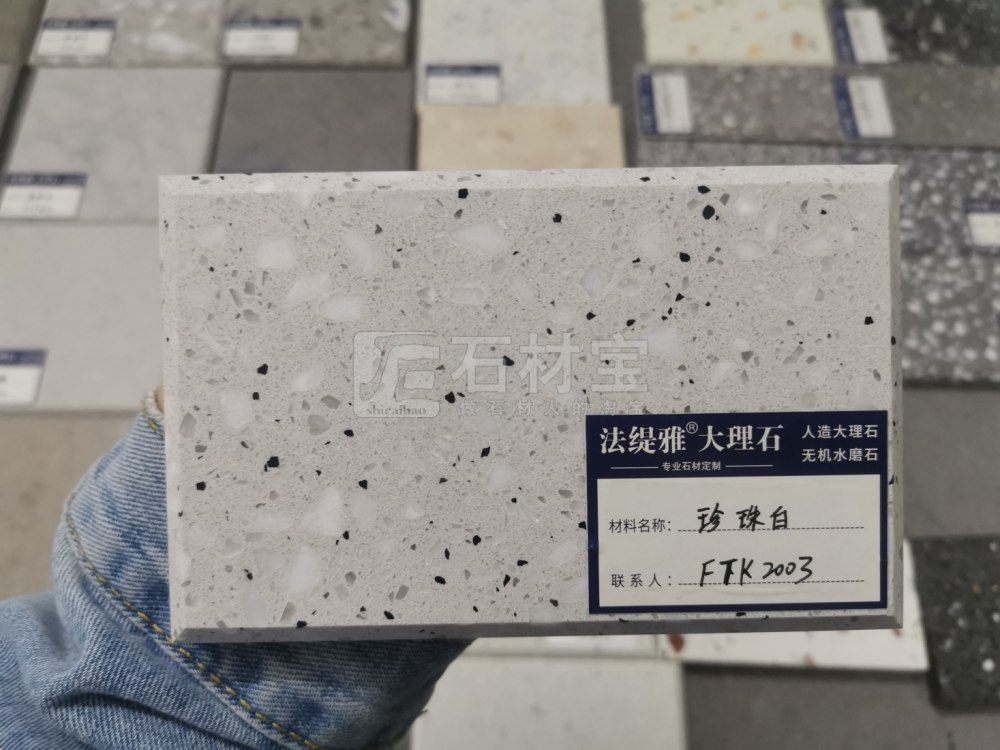 石材宝
shicaibao
做石材人的淘宝
法缇雅®大理石
专业石材定制
人造大理石
无机水磨石
材料名称: 珍珠白
联系人: FTK2003